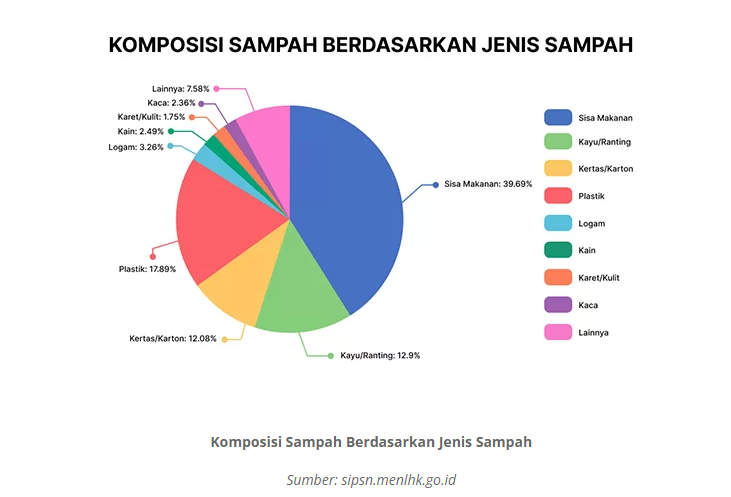 KOMPOSISI SAMPAH BERDASARKAN JENIS SAMPAH
Lainnya: 7.58%
Kaca: 2.36%
Karet/Kulit: 1.75%
Kain: 2.49%
Logam: 3.26%
Sisa Makanan: 39.69%
Plastik: 17.89%
Kertas/Karton: 12.08%
Kayu/Ranting: 12.9%
Sisa Makanan
Kayu/Ranting
Kertas/Karton
Plastik
Logam
Kain
Karet/Kulit
Kaca
Lainnya
Komposisi Sampah Berdasarkan Jenis Sampah
Sumber: sipsn.menlhk.go.id